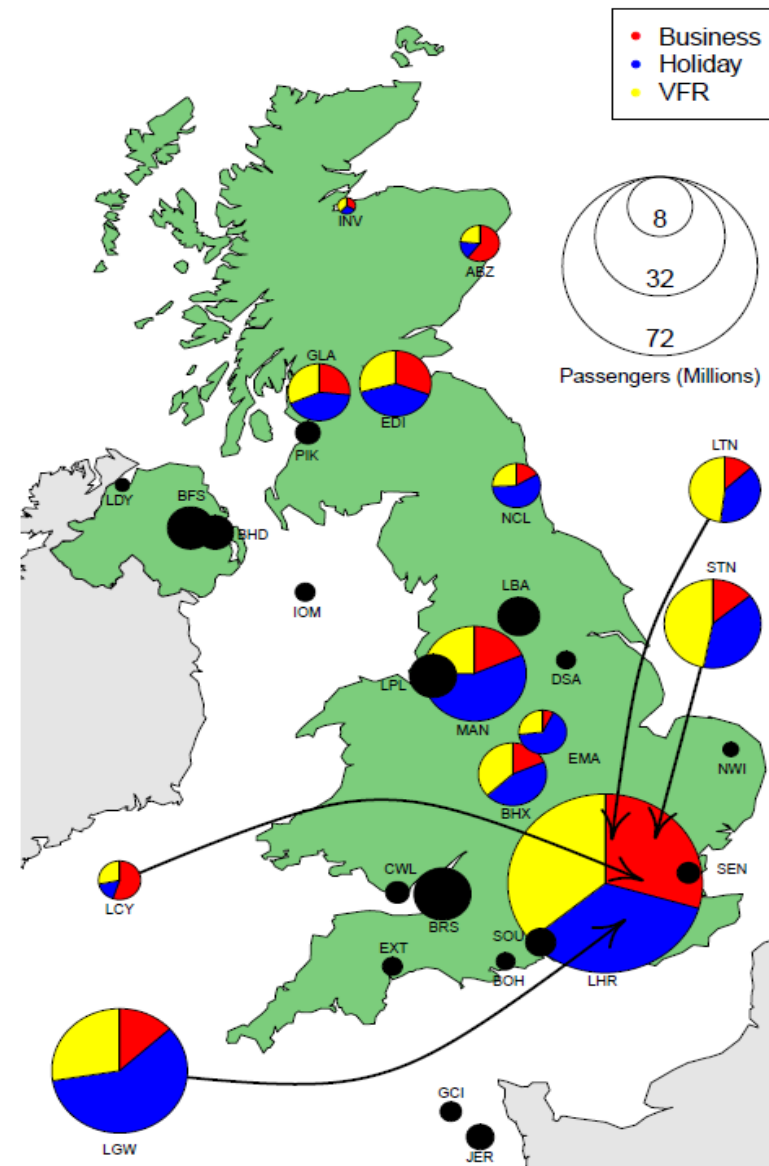 Business
Holiday
VFR
8
32
72
Passengers (Millions)
INV
ABZ
GLA
EDI
PIK
LTN
LDY
BFS
BHD
NCL
STN
IOM
LBA
LPL
DSA
MAN
EMA
NWI
BHX
LCY
CWL
SEN
BRS
SOU
EXT
BOH
LHR
GCI
LGW
JER